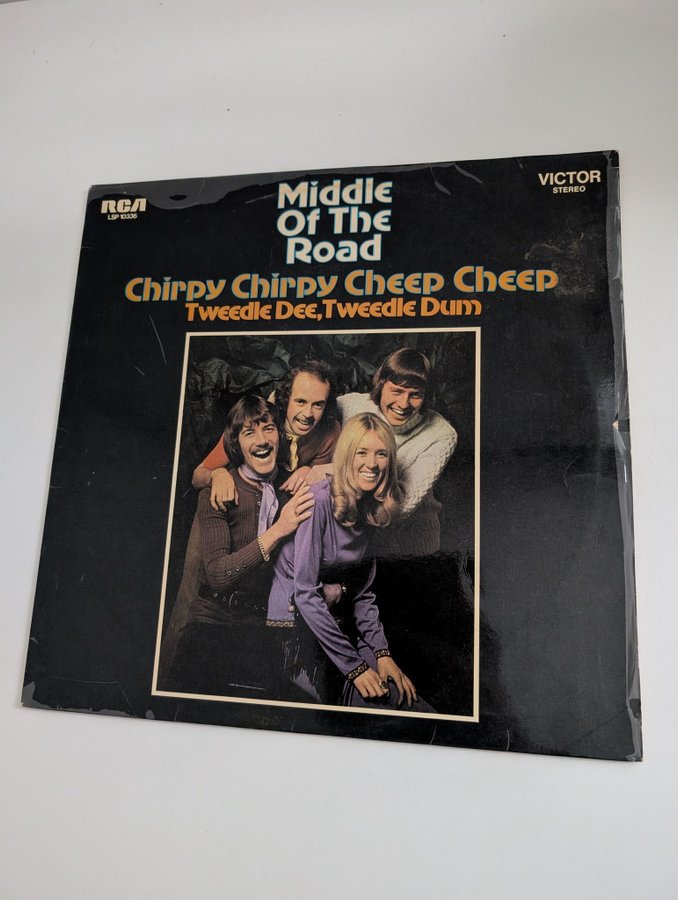 RCA
LSP 10336
VICTOR
STEREO
Middle
Of The
Road
Chirpy Chirpy Cheep Cheep
Tweedle Dee, Tweedle Dum